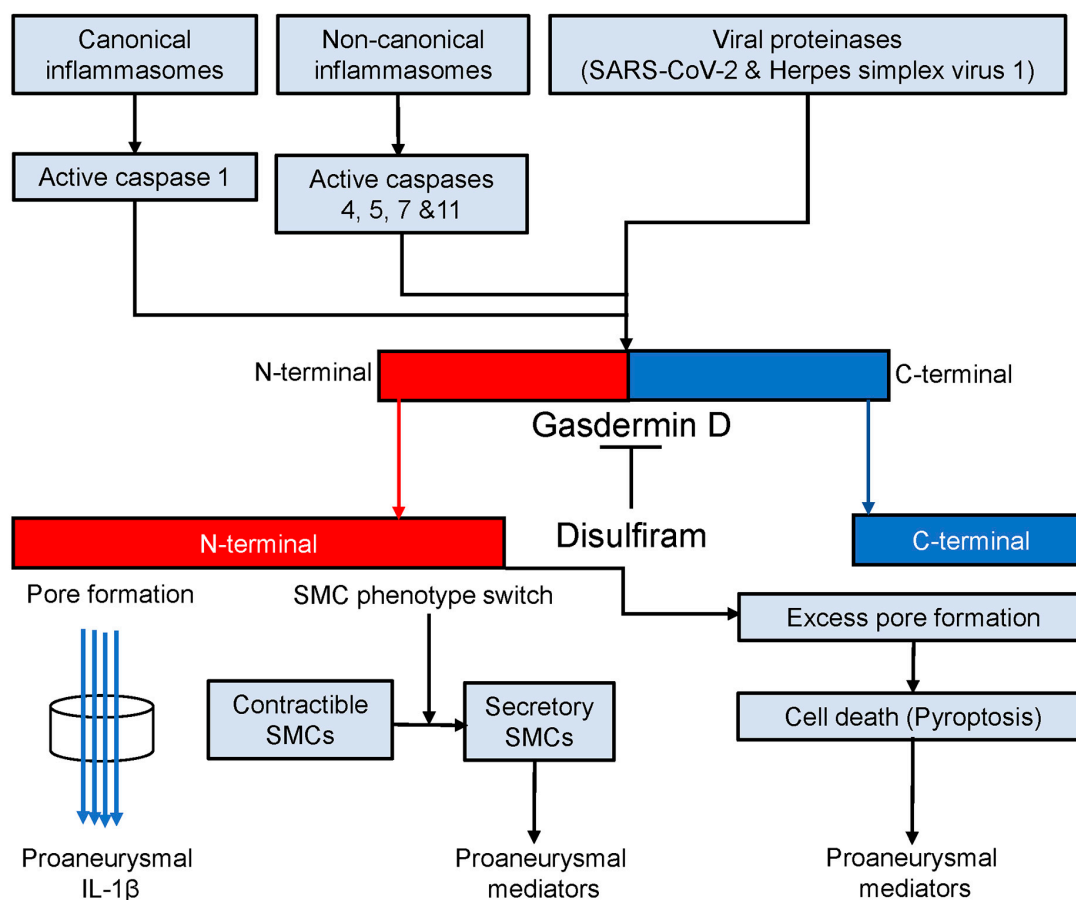 Canonical
inflammasomes
Non-canonical
inflammasomes
Viral proteinases
(SARS-CoV-2 & Herpes simplex virus 1)
Active caspase 1
Active caspases
4, 5, 7 &11
N-terminal
C-terminal
Gasdermin D
Disulfiram
N-terminal
C-terminal
Pore formation
SMC phenotype switch
Excess pore formation
Contractible
SMCs
Secretory
SMCs
Cell death (Pyroptosis)
Proaneurysmal
IL-1β
Proaneurysmal
mediators
Proaneurysmal
mediators